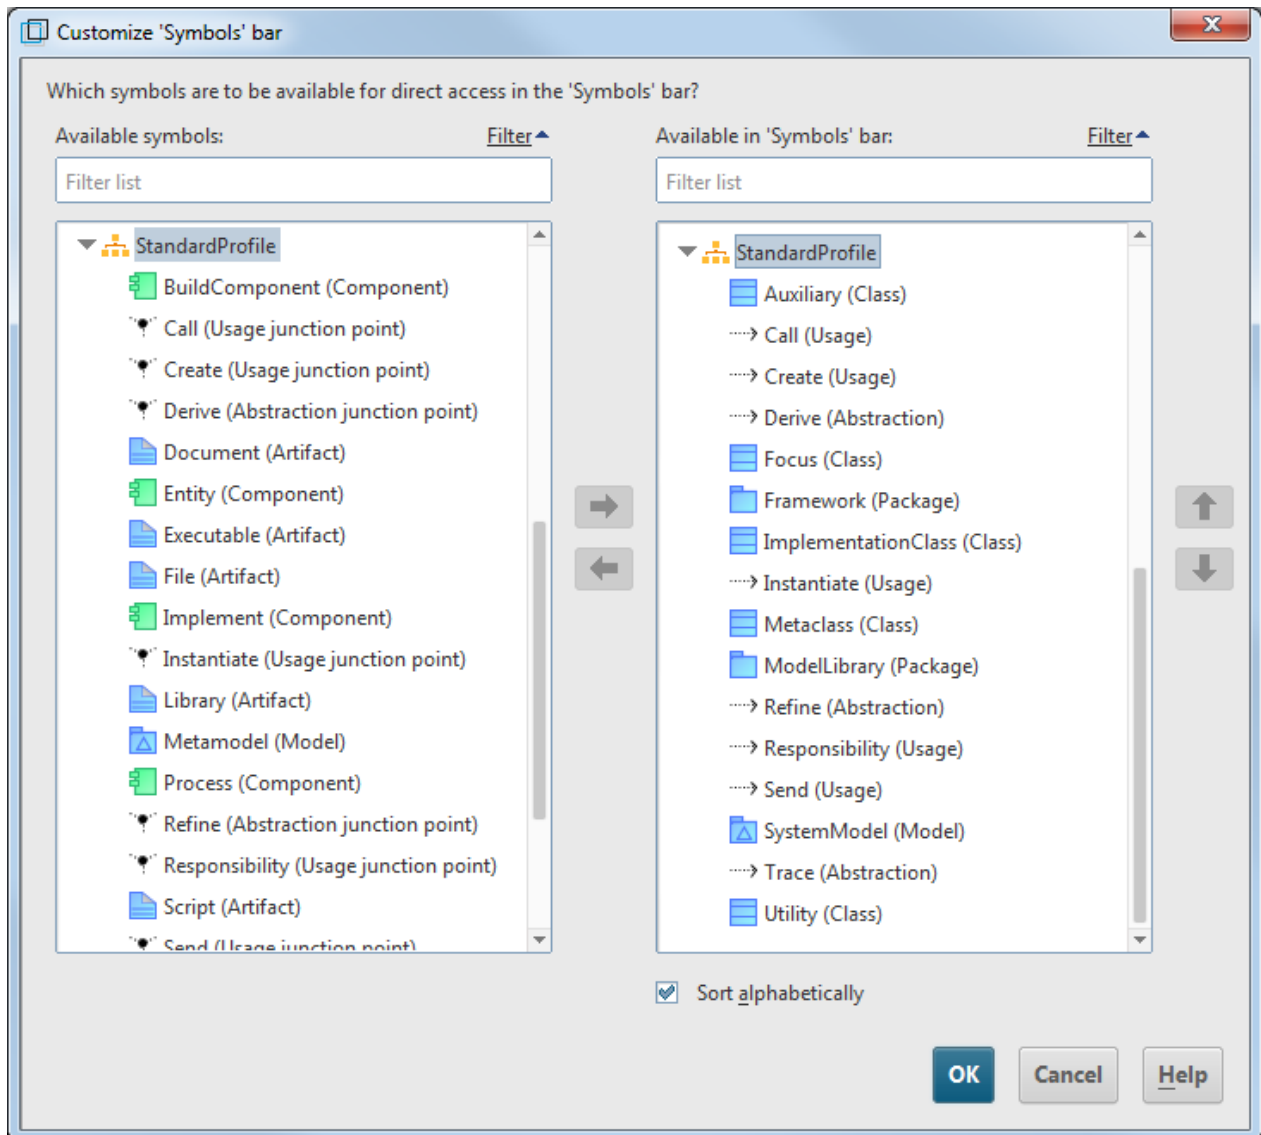 Customize 'Symbols' bar
Which symbols are to be available for direct access in the 'Symbols' bar?
Available symbols:
Filter
Filter list
StandardProfile
BuildComponent (Component)
Call (Usage junction point)
Create (Usage junction point)
Derive (Abstraction junction point)
Document (Artifact)
Entity (Component)
Executable (Artifact)
File (Artifact)
Implement (Component)
Instantiate (Usage junction point)
Library (Artifact)
Metamodel (Model)
Process (Component)
Refine (Abstraction junction point)
Responsibility (Usage junction point)
Script (Artifact)
Send (Usage junction point)
Available in 'Symbols' bar:
Filter
Filter list
StandardProfile
Auxiliary (Class)
Call (Usage)
Create (Usage)
Derive (Abstraction)
Focus (Class)
Framework (Package)
ImplementationClass (Class)
Instantiate (Usage)
Metaclass (Class)
ModelLibrary (Package)
Refine (Abstraction)
Responsibility (Usage)
Send (Usage)
SystemModel (Model)
Trace (Abstraction)
Utility (Class)
Sort alphabetically
OK
Cancel
Help